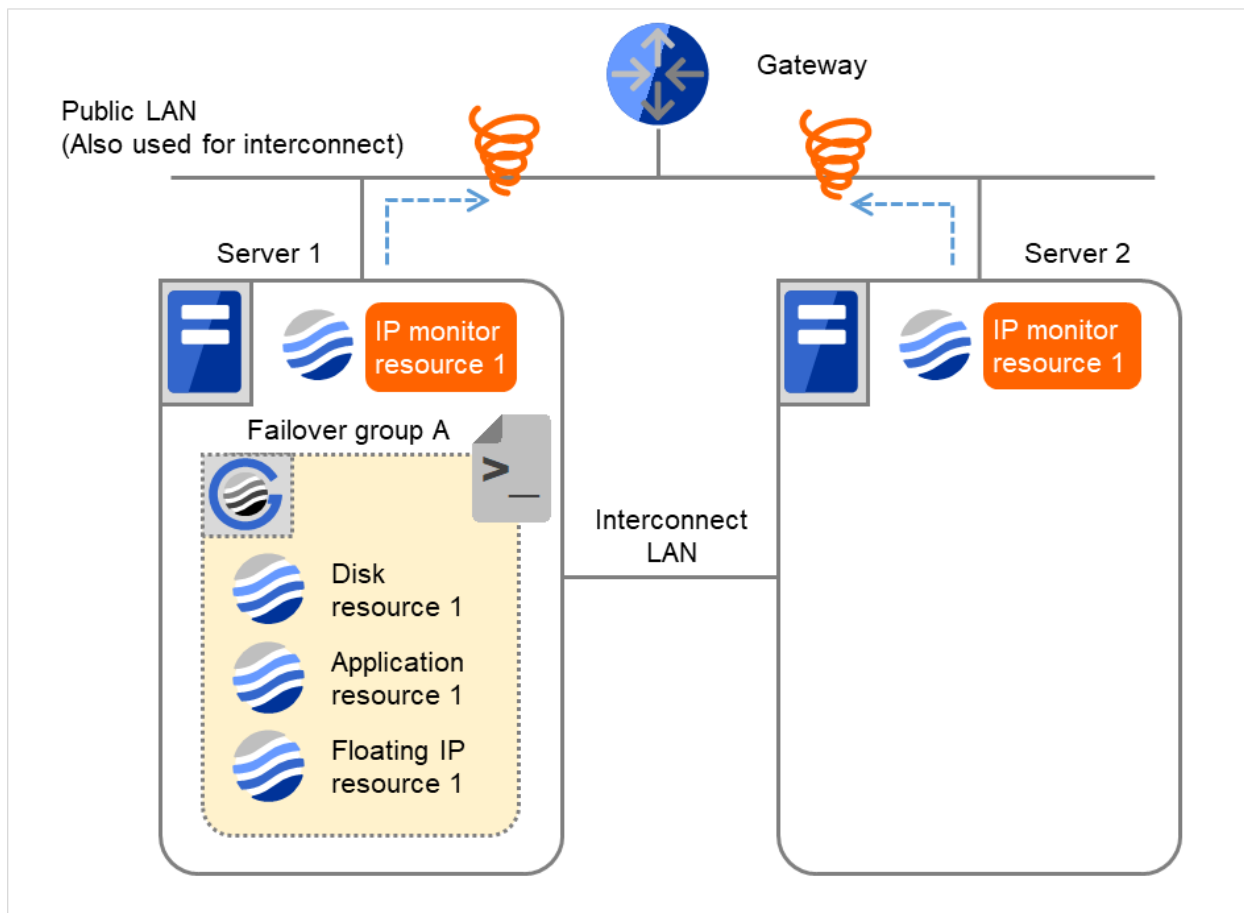 Gateway
Public LAN
(Also used for interconnect)
Server 1
Server 2
IP monitor
resource 1
IP monitor
resource 1
Failover group A
>_
Interconnect
LAN
Disk
resource 1
Application
resource 1
Floating IP
resource 1